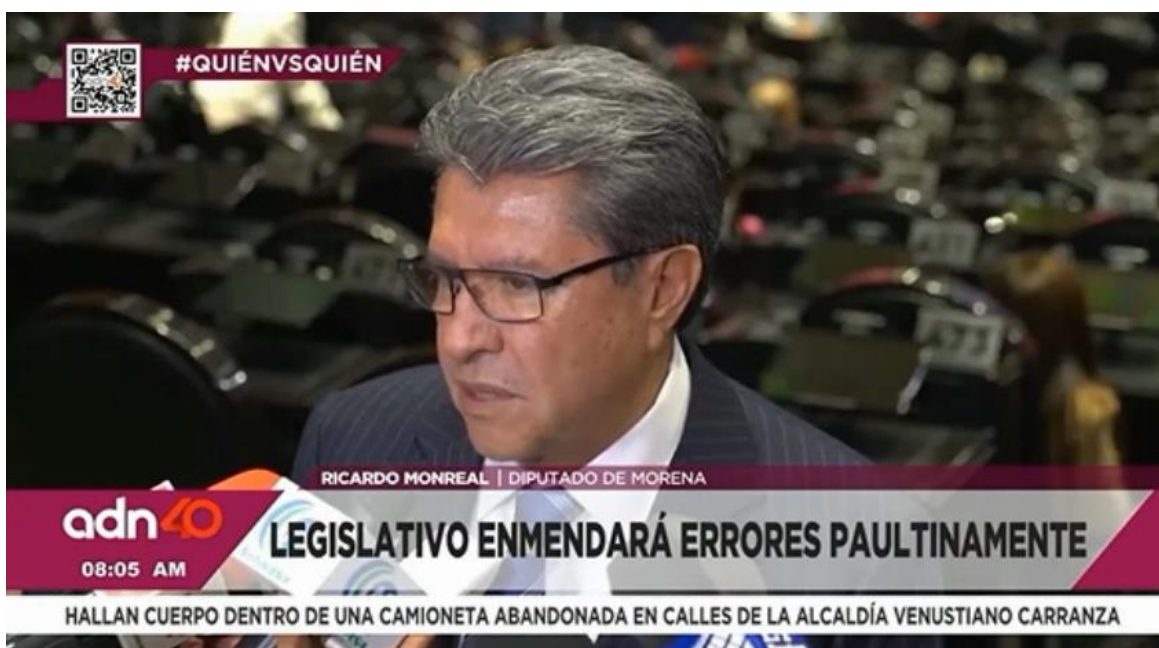 #QUIÉNVSQUIÉN
RICARDO MONREAL | DIPUTADO DE MORENA
adn40
LEGISLATIVO ENMENDARÁ ERRORES PAULTINAMENTE
08:05 AM
HALLAN CUERPO DENTRO DE UNA CAMIONETA ABANDONADA EN CALLES DE LA ALCALDÍA VENUSTIANO CARRANZA